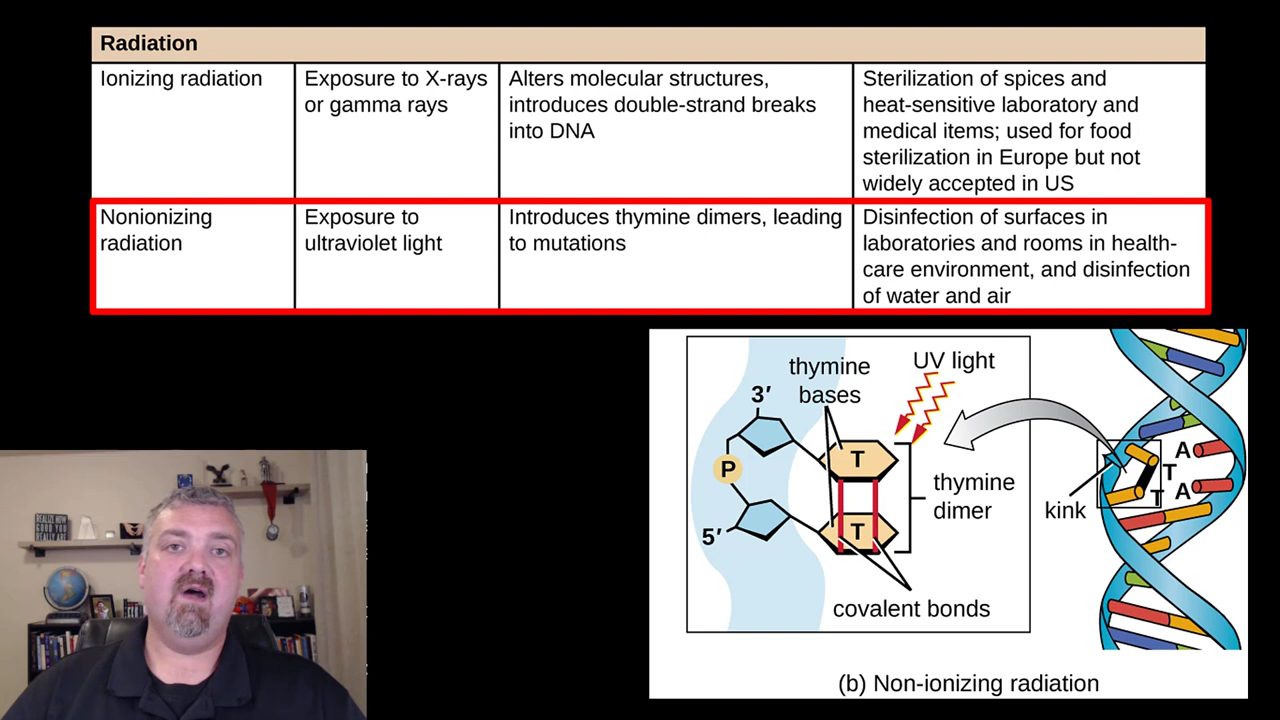 Radiation
Ionizing radiation
Exposure to X-rays
or gamma rays
Alters molecular structures,
introduces double-strand breaks
into DNA
Sterilization of spices and
heat-sensitive laboratory and
medical items; used for food
sterilization in Europe but not
widely accepted in US
Nonionizing
radiation
Exposure to
ultraviolet light
Introduces thymine dimers, leading
to mutations
Disinfection of surfaces in
laboratories and rooms in health-
care environment, and disinfection
of water and air
thymine
bases
UV light
3′
T
P
thymine
dimer
5′
T
covalent bonds
A
T
A
T
kink
(b) Non-ionizing radiation